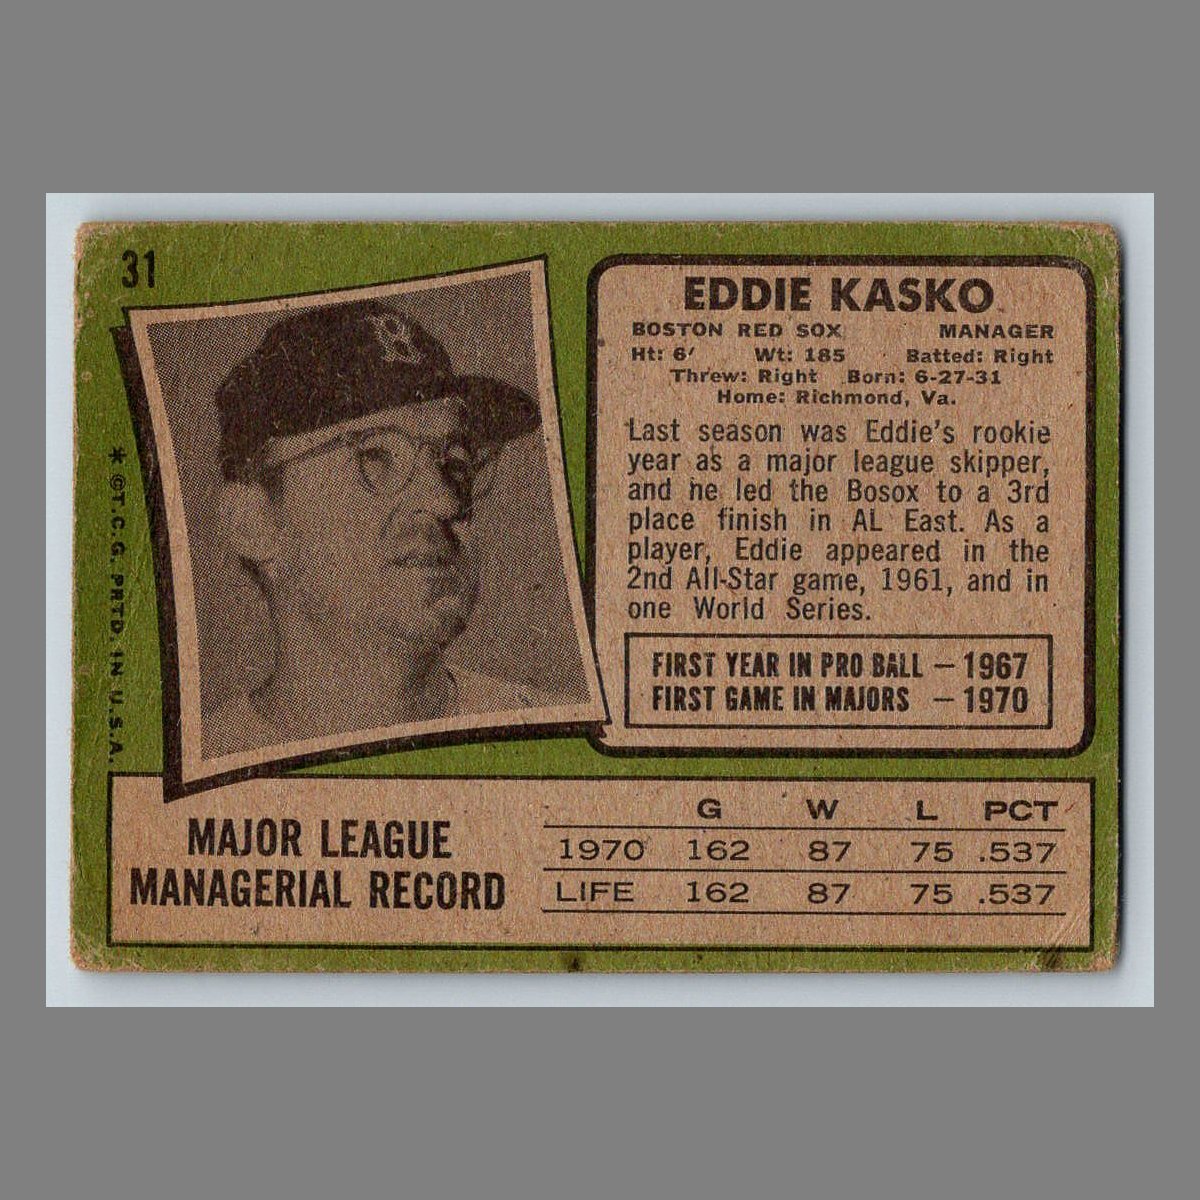 31
B
EDDIE KASKO
BOSTON RED SOX MANAGER
Ht: 6' Wt: 185 Batted: Right
Threw: Right Born: 6-27-31
Home: Richmond, Va.
Last season was Eddie's rookie
year as a major league skipper,
and he led the Bosox to a 3rd
place finish in AL East. As a
player, Eddie appeared in the
2nd All-Star game, 1961, and in
one World Series.
FIRST YEAR IN PRO BALL — 1967
FIRST GAME IN MAJORS — 1970
* © T.C.G. PRTD. IN U.S.A.
MAJOR LEAGUE
MANAGERIAL RECORD
G W L PCT
1970 162 87 75 .537
LIFE 162 87 75 .537